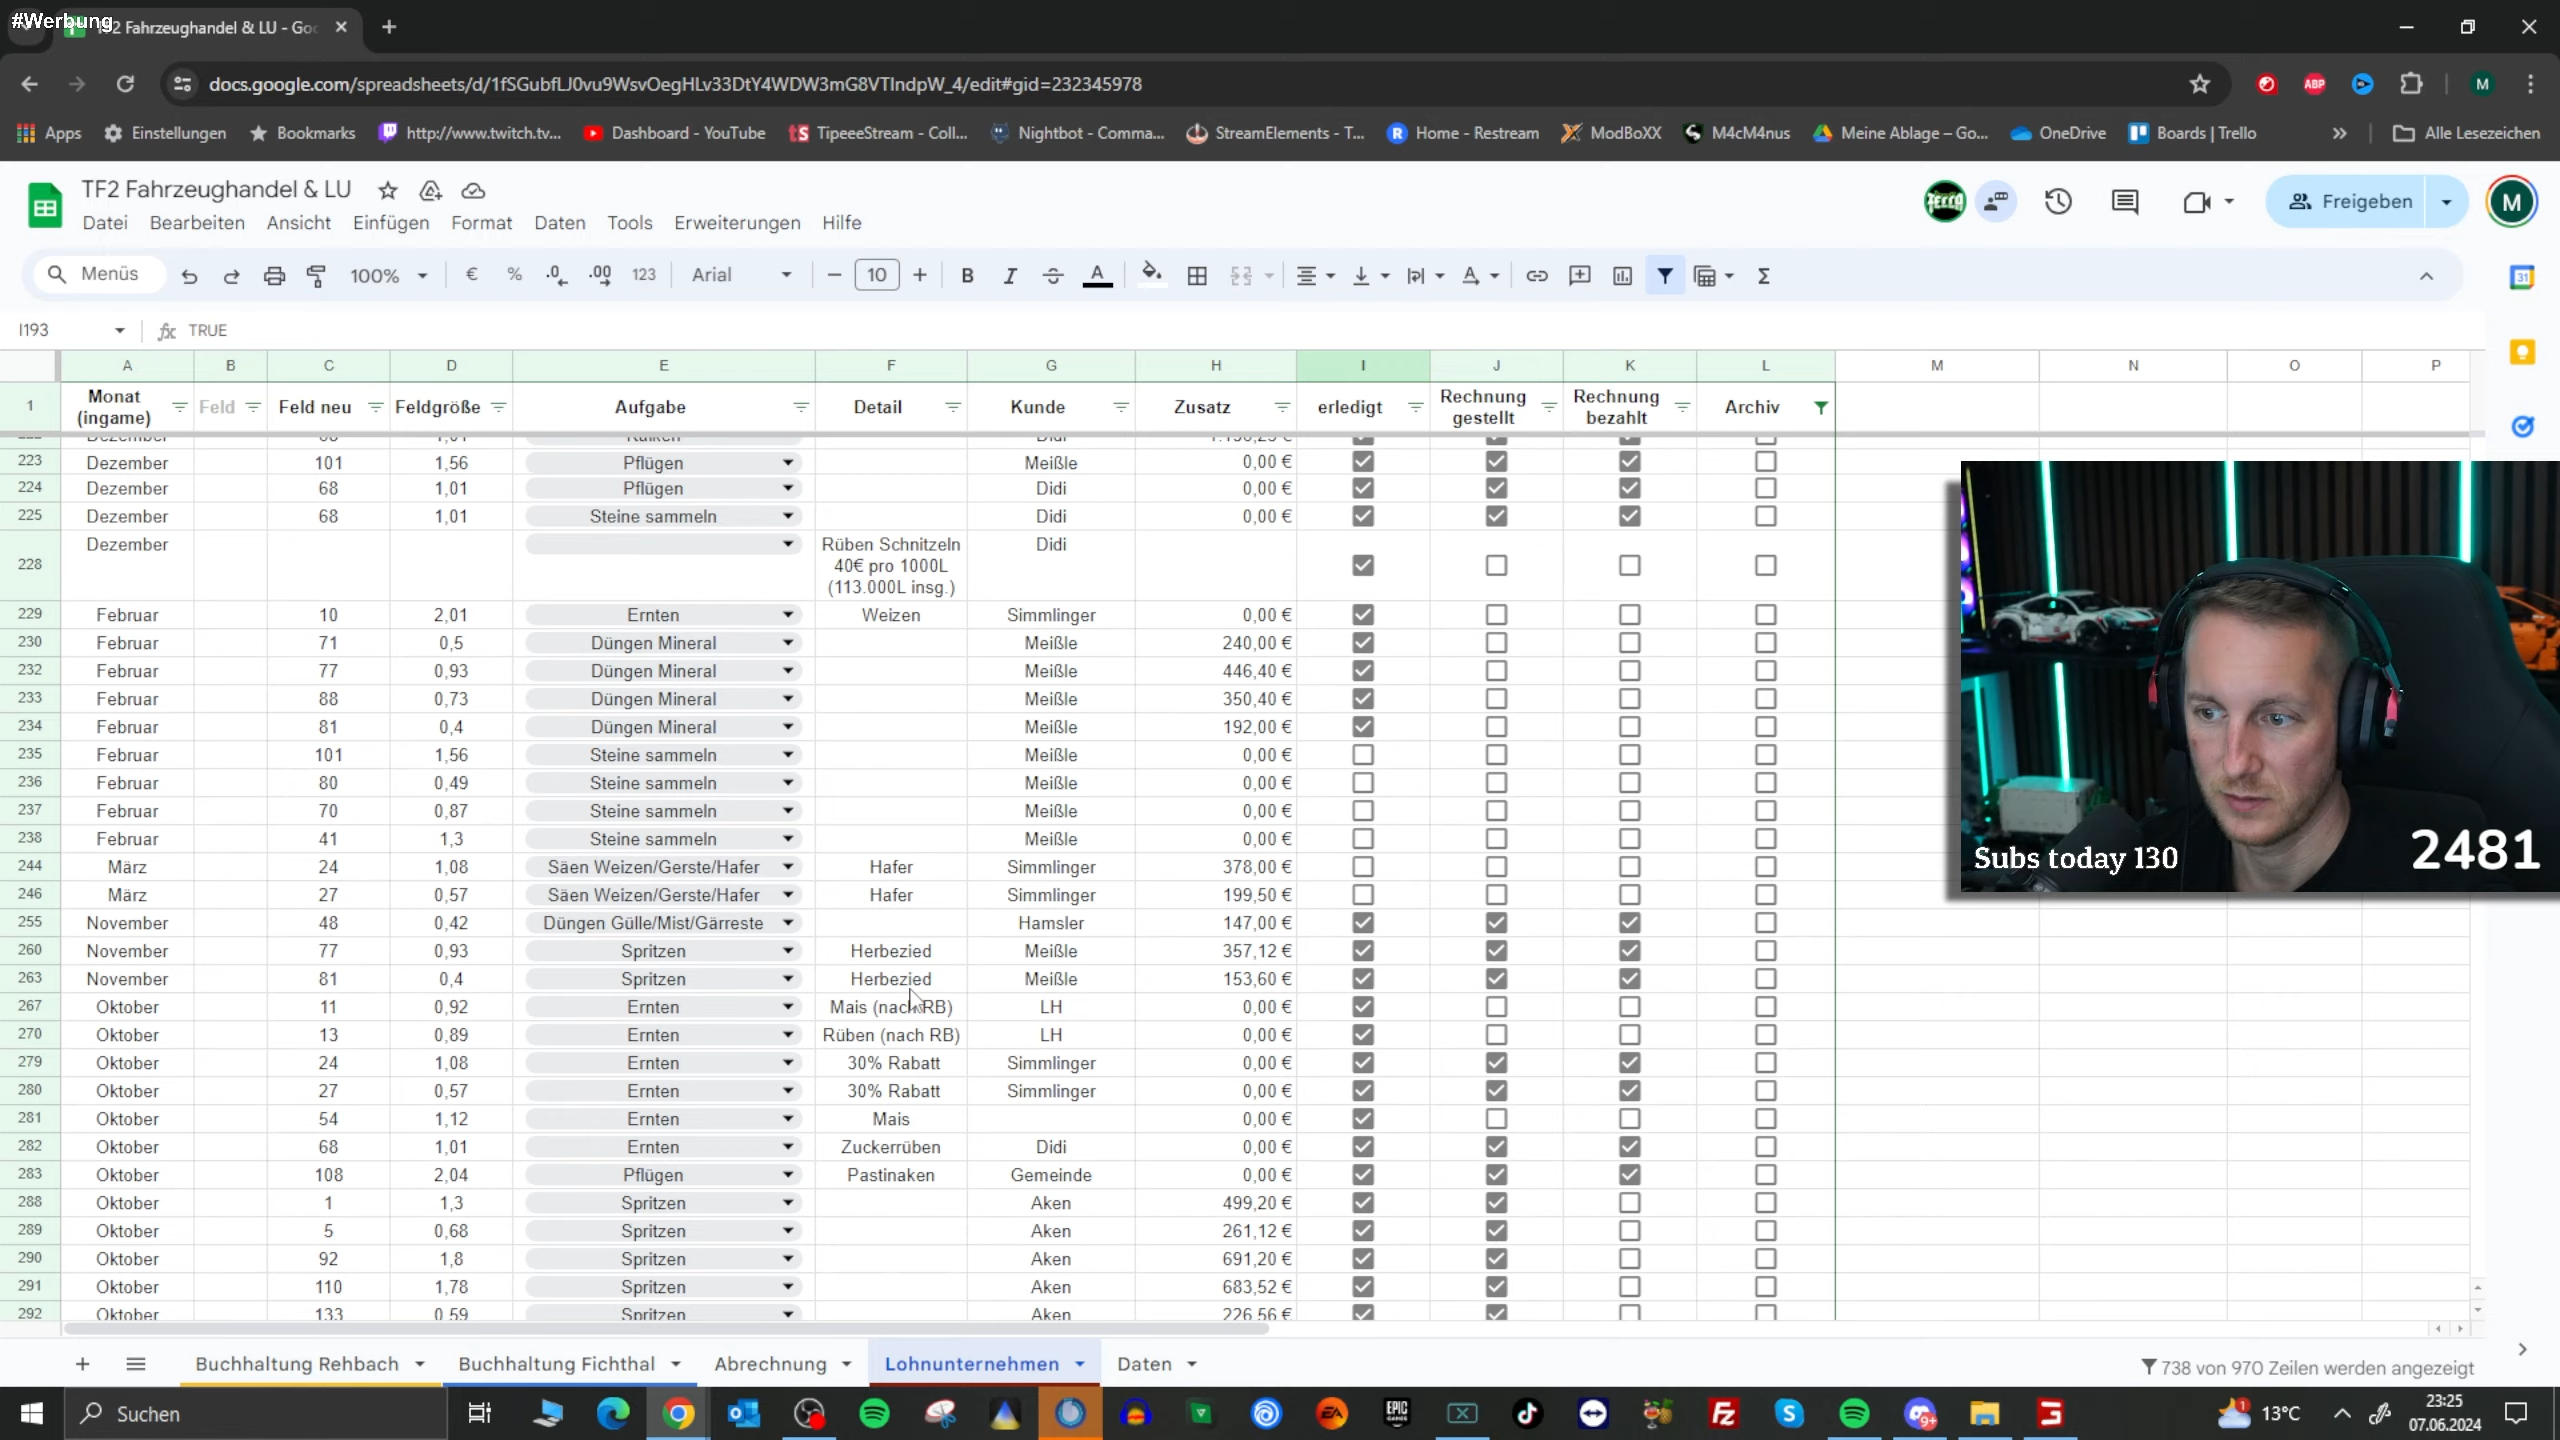 #Werbung
TF2 Fahrzeughandel & LU - Goo
docs.google.com/spreadsheets/d/1fSGubfLJ0vu9WsvOegHLv33DtY4WDW3mG8VTIndpW_4/edit#gid=232345978
Apps Einstellungen Bookmarks http://www.twitch.tv... Dashboard - YouTube TipeeeStream - Coll... Nightbot - Comma... StreamElements - T... Home - Restream ModBoXX M4cM4nus Meine Ablage – Go... OneDrive Boards | Trello » Alle Lesezeichen
TF2 Fahrzeughandel & LU
Datei Bearbeiten Ansicht Einfügen Format Daten Tools Erweiterungen Hilfe
Freigeben M
Menüs 100% € % .0 .00 123 Arial 10
I193 fx TRUE
A B C D E F G H I J K L M N O P
1 Monat (ingame) Feld Feld neu Feldgröße Aufgabe Detail Kunde Zusatz erledigt Rechnung gestellt Rechnung bezahlt Archiv
223 Dezember 101 1,56 Pflügen Meißle 0,00 €
224 Dezember 68 1,01 Pflügen Didi 0,00 €
225 Dezember 68 1,01 Steine sammeln Didi 0,00 €
228 Dezember Rüben Schnitzeln 40€ pro 1000L (113.000L insg.) Didi
229 Februar 10 2,01 Ernten Weizen Simmlinger 0,00 €
230 Februar 71 0,5 Düngen Mineral Meißle 240,00 €
232 Februar 77 0,93 Düngen Mineral Meißle 446,40 €
233 Februar 88 0,73 Düngen Mineral Meißle 350,40 €
234 Februar 81 0,4 Düngen Mineral Meißle 192,00 €
235 Februar 101 1,56 Steine sammeln Meißle 0,00 €
236 Februar 80 0,49 Steine sammeln Meißle 0,00 €
237 Februar 70 0,87 Steine sammeln Meißle 0,00 €
238 Februar 41 1,3 Steine sammeln Meißle 0,00 €
244 März 24 1,08 Säen Weizen/Gerste/Hafer Hafer Simmlinger 378,00 €
246 März 27 0,57 Säen Weizen/Gerste/Hafer Hafer Simmlinger 199,50 €
255 November 48 0,42 Düngen Gülle/Mist/Gärreste Hamsler 147,00 €
260 November 77 0,93 Spritzen Herbezied Meißle 357,12 €
263 November 81 0,4 Spritzen Herbezied Meißle 153,60 €
267 Oktober 11 0,92 Ernten Mais (nach RB) LH 0,00 €
270 Oktober 13 0,89 Ernten Rüben (nach RB) LH 0,00 €
279 Oktober 24 1,08 Ernten 30% Rabatt Simmlinger 0,00 €
280 Oktober 27 0,57 Ernten 30% Rabatt Simmlinger 0,00 €
281 Oktober 54 1,12 Ernten Mais 0,00 €
282 Oktober 68 1,01 Ernten Zuckerrüben Didi 0,00 €
283 Oktober 108 2,04 Pflügen Pastinaken Gemeinde 0,00 €
288 Oktober 1 1,3 Spritzen Aken 499,20 €
289 Oktober 5 0,68 Spritzen Aken 261,12 €
290 Oktober 92 1,8 Spritzen Aken 691,20 €
291 Oktober 110 1,78 Spritzen Aken 683,52 €
292 Oktober 133 0,59 Spritzen Aken 226,56 €
Subs today 130 2481
Buchhaltung Rehbach Buchhaltung Fichthal Abrechnung Lohnunternehmen Daten 738 von 970 Zeilen werden angezeigt
Suchen
13°C
23:25
07.06.2024